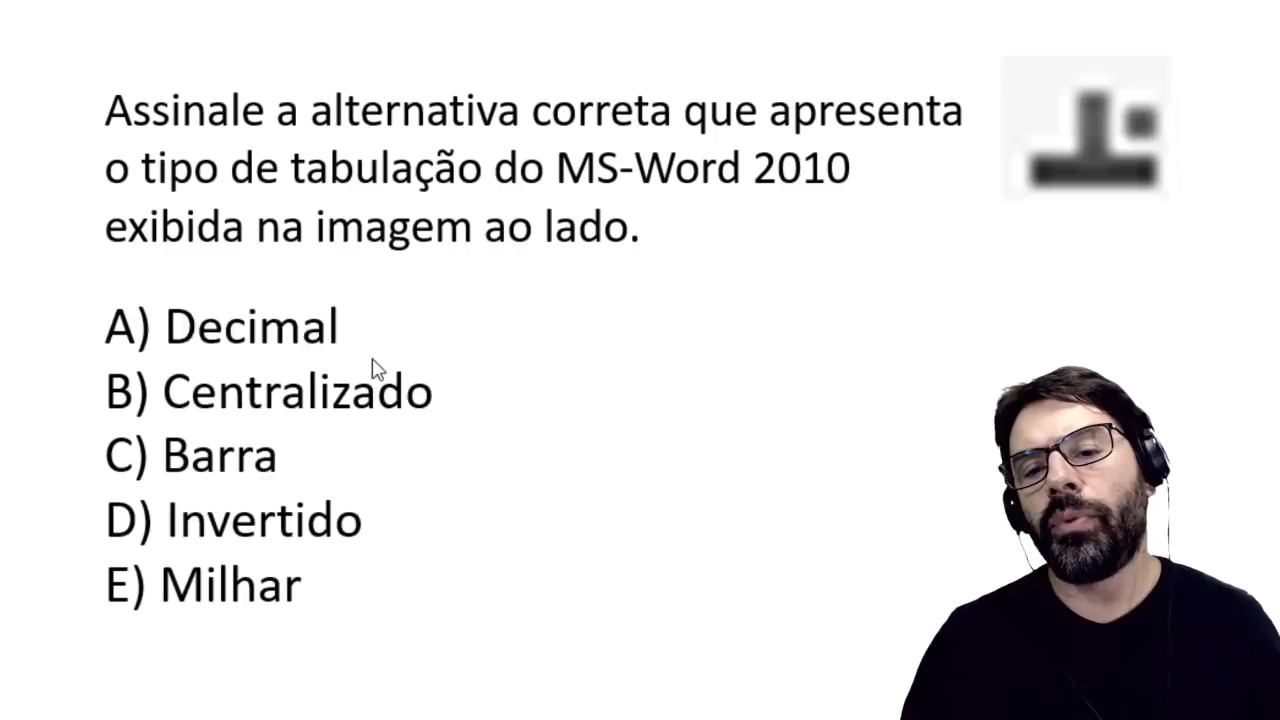 Assinale a alternativa correta que apresenta
o tipo de tabulação do MS-Word 2010
exibida na imagem ao lado.
A) Decimal
B) Centralizado
C) Barra
D) Invertido
E) Milhar